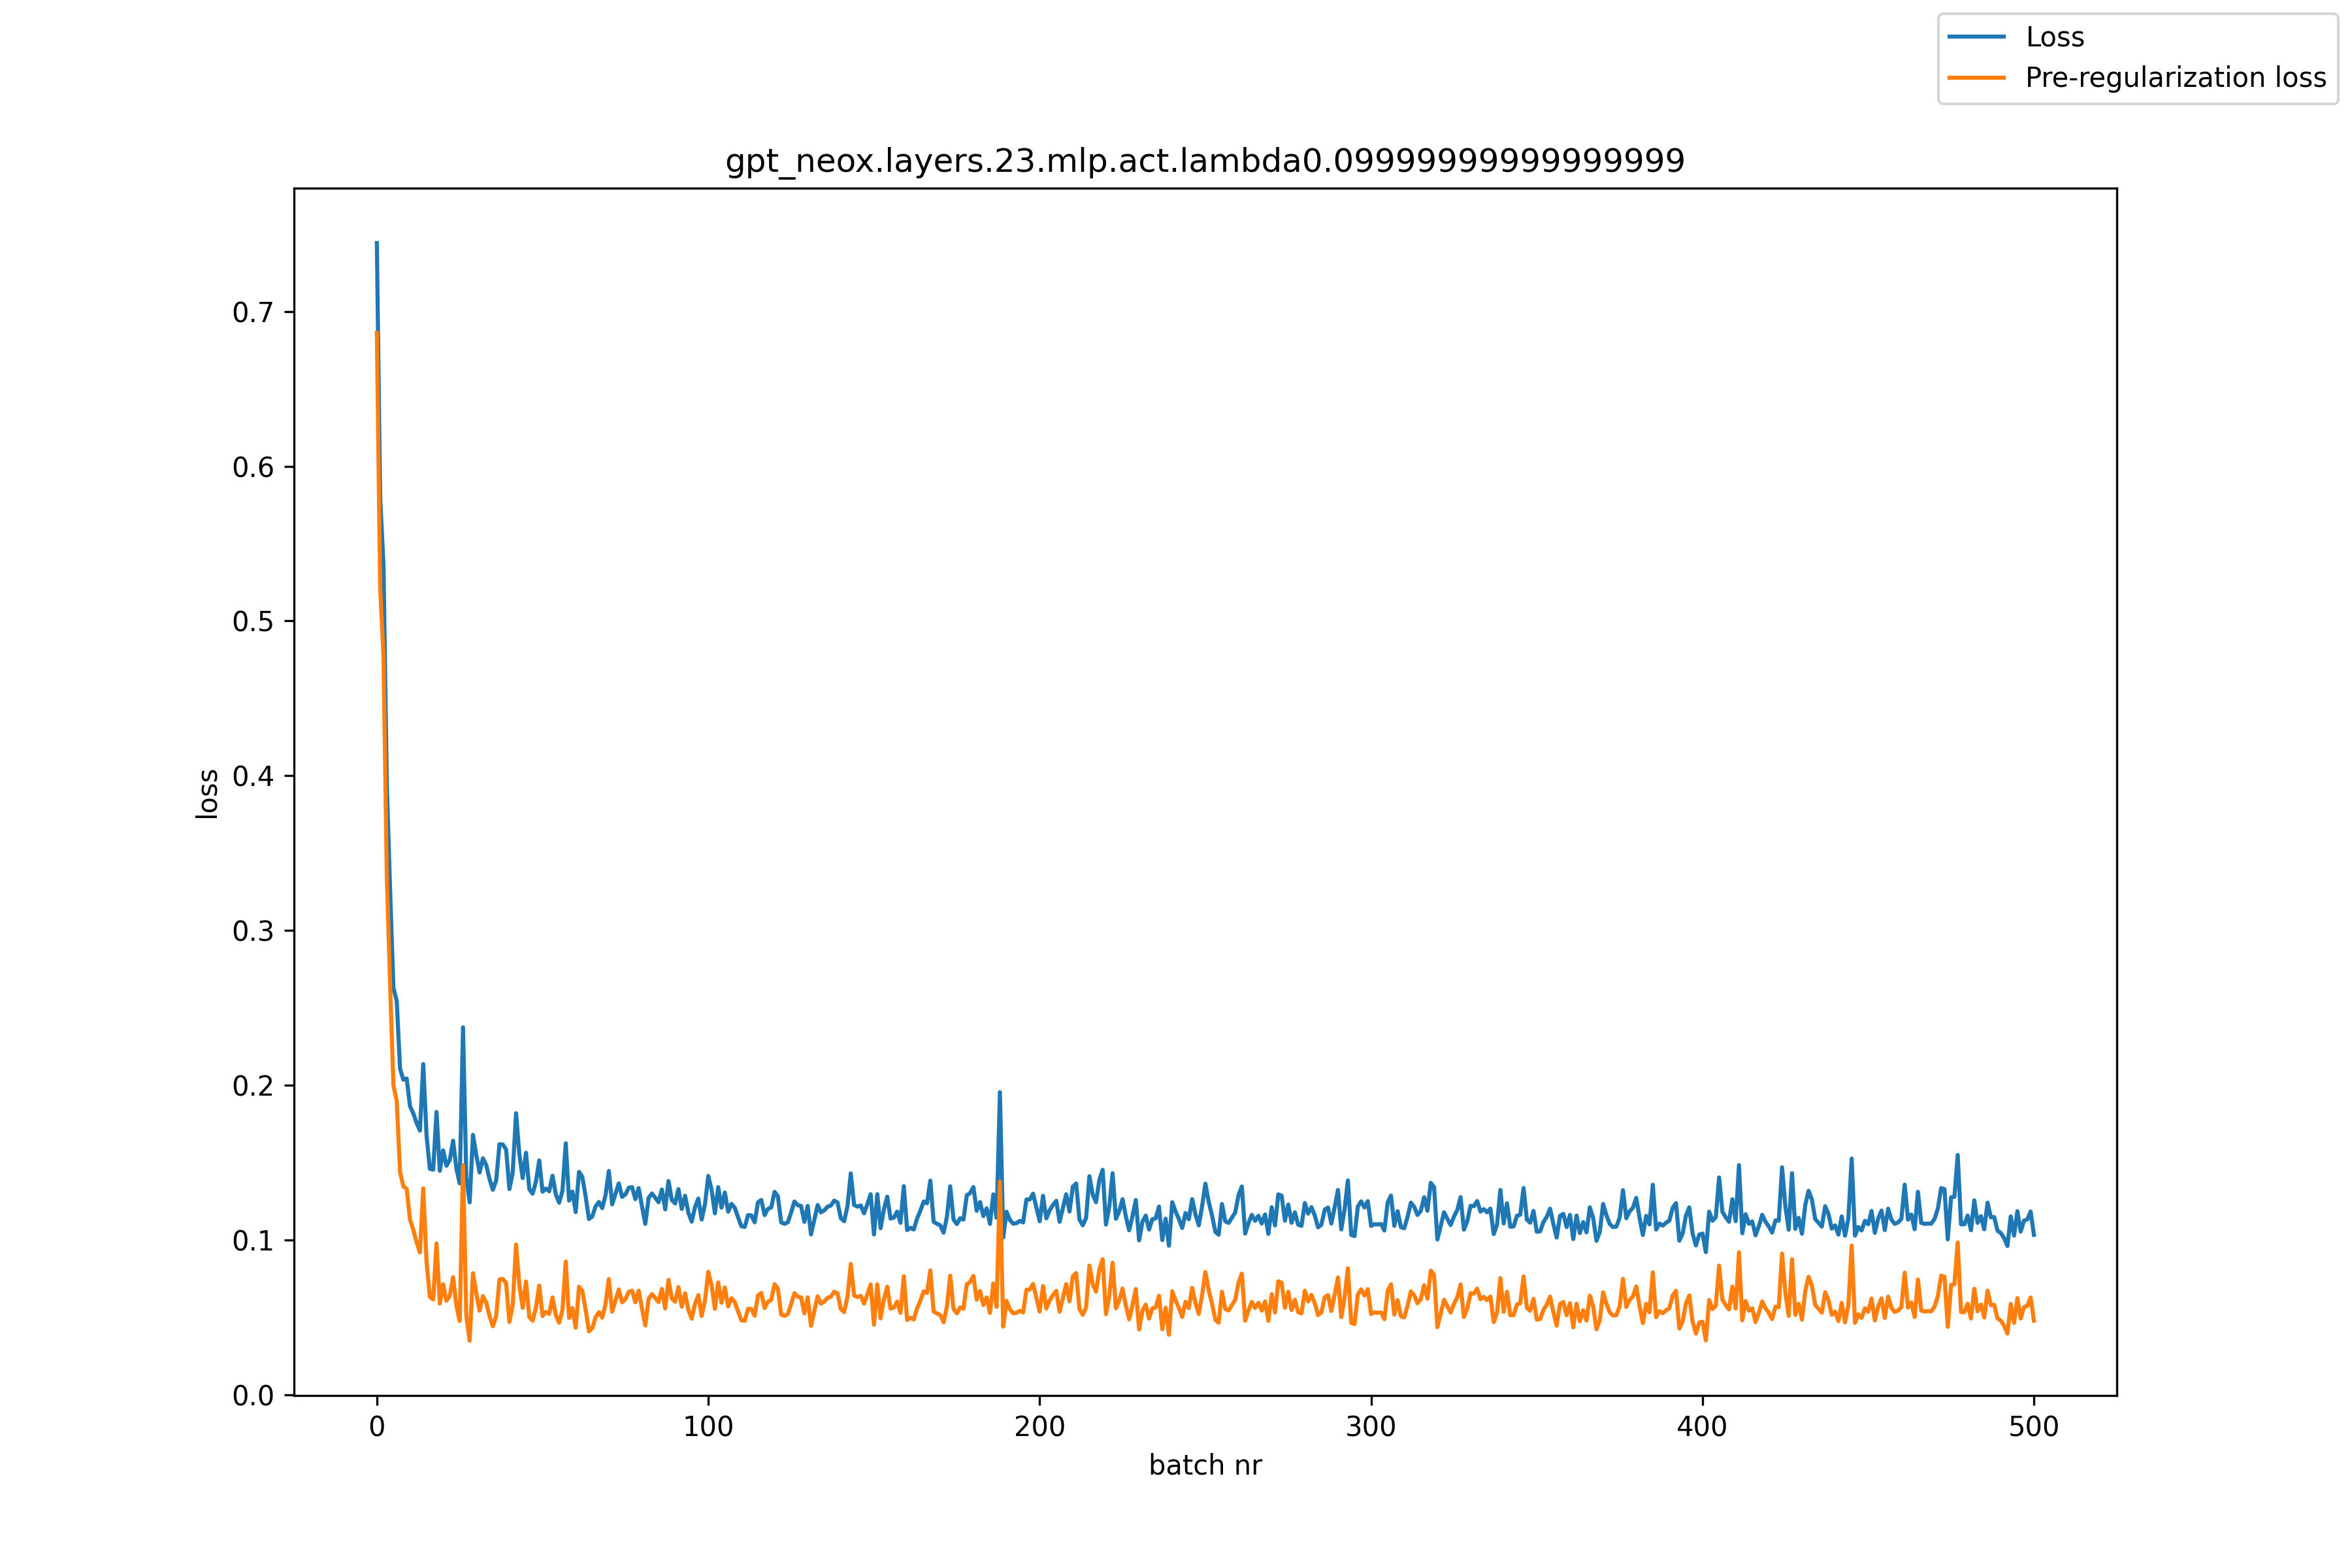 Loss
Pre-regularization loss
gpt_neox.layers.23.mlp.act.lambda0.09999999999999999
0.7
0.6
0.5
0.4
0.3
0.2
0.1
0.0
loss
0 100 200 300 400 500
batch nr